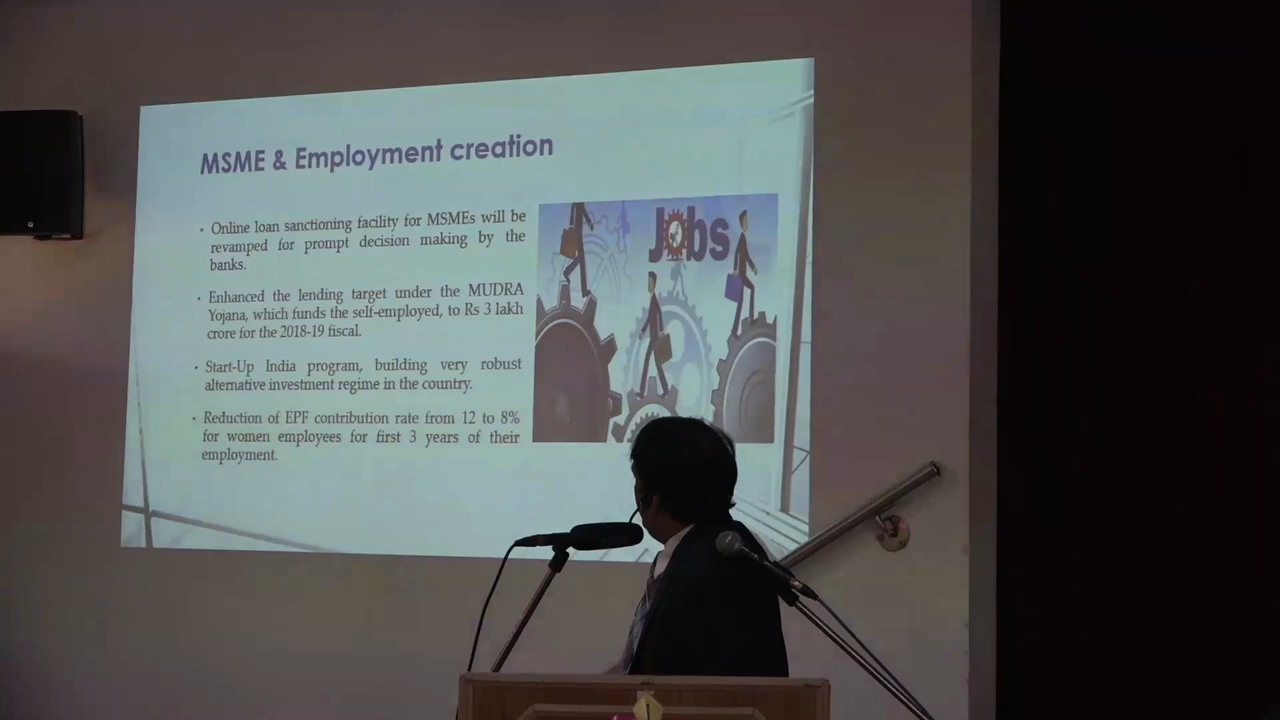 MSME & Employment creation
• Online loan sanctioning facility for MSMEs will be
revamped for prompt decision making by the
banks.
• Enhanced the lending target under the MUDRA
Yojana, which funds the self-employed, to Rs 3 lakh
crore for the 2018-19 fiscal.
• Start-Up India program, building very robust
alternative investment regime in the country.
• Reduction of EPF contribution rate from 12 to 8%
for women employees for first 3 years of their
employment.
Jobs